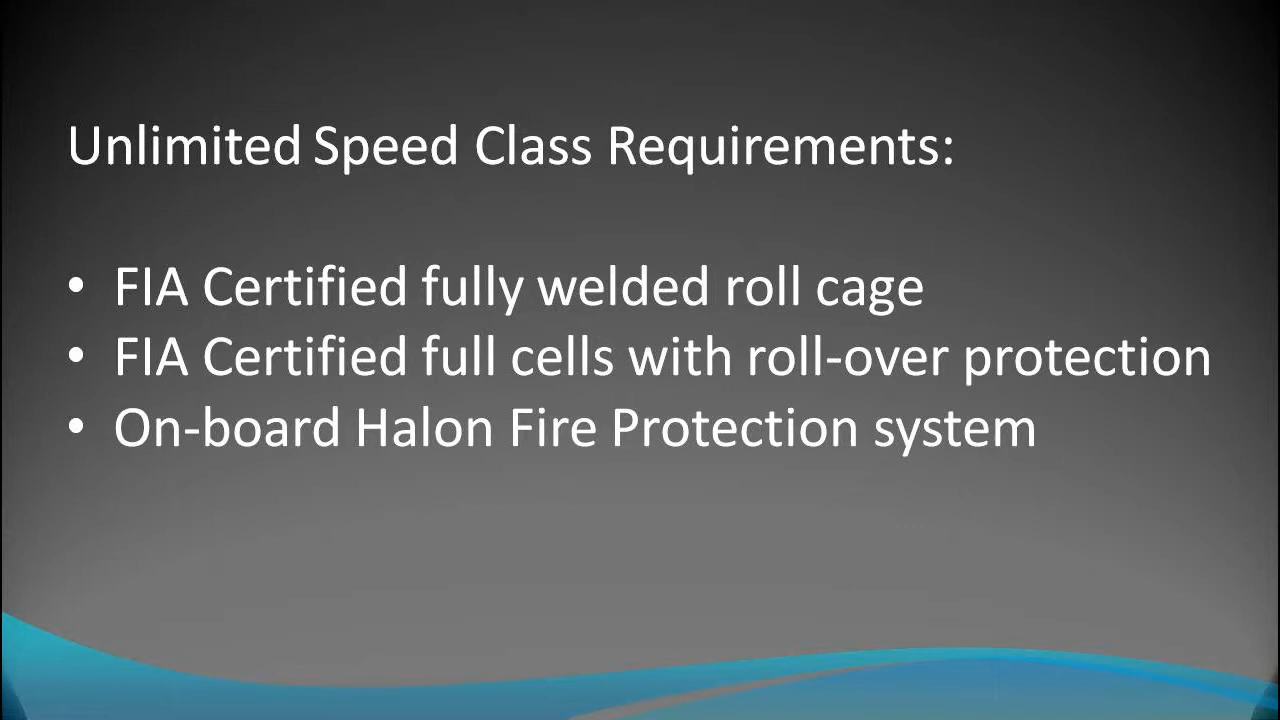 Unlimited Speed Class Requirements:
• FIA Certified fully welded roll cage
• FIA Certified full cells with roll-over protection
• On-board Halon Fire Protection system